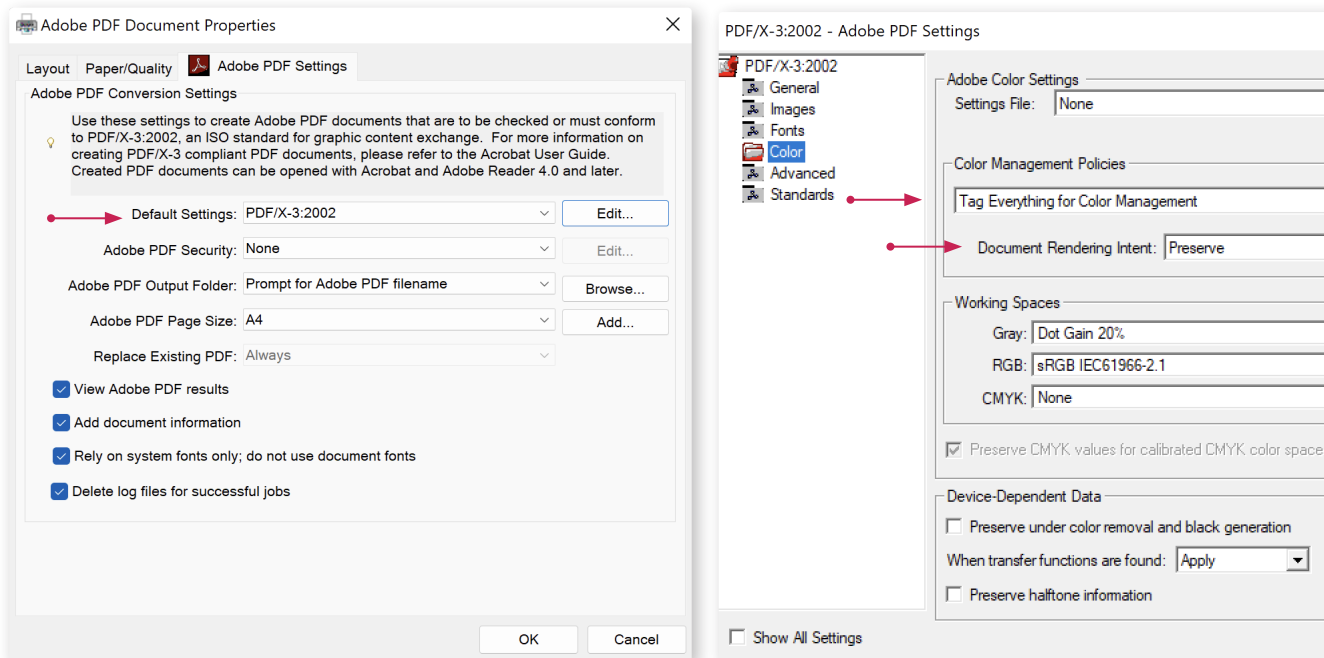 Adobe PDF Document Properties
Layout Paper/Quality Adobe PDF Settings
Adobe PDF Conversion Settings
Use these settings to create Adobe PDF documents that are to be checked or must conform
to PDF/X-3:2002, an ISO standard for graphic content exchange. For more information on
creating PDF/X-3 compliant PDF documents, please refer to the Acrobat User Guide.
Created PDF documents can be opened with Acrobat and Adobe Reader 4.0 and later.
Default Settings: PDF/X-3:2002 Edit...
Adobe PDF Security: None Edit...
Adobe PDF Output Folder: Prompt for Adobe PDF filename Browse...
Adobe PDF Page Size: A4 Add...
Replace Existing PDF: Always
View Adobe PDF results
Add document information
Rely on system fonts only; do not use document fonts
Delete log files for successful jobs
OK Cancel
PDF/X-3:2002 - Adobe PDF Settings
PDF/X-3:2002
General
Images
Fonts
Color
Advanced
Standards
Adobe Color Settings
Settings File: None
Color Management Policies
Tag Everything for Color Management
Document Rendering Intent: Preserve
Working Spaces
Gray: Dot Gain 20%
RGB: sRGB IEC61966-2.1
CMYK: None
Preserve CMYK values for calibrated CMYK color space
Device-Dependent Data
Preserve under color removal and black generation
When transfer functions are found: Apply
Preserve halftone information
Show All Settings